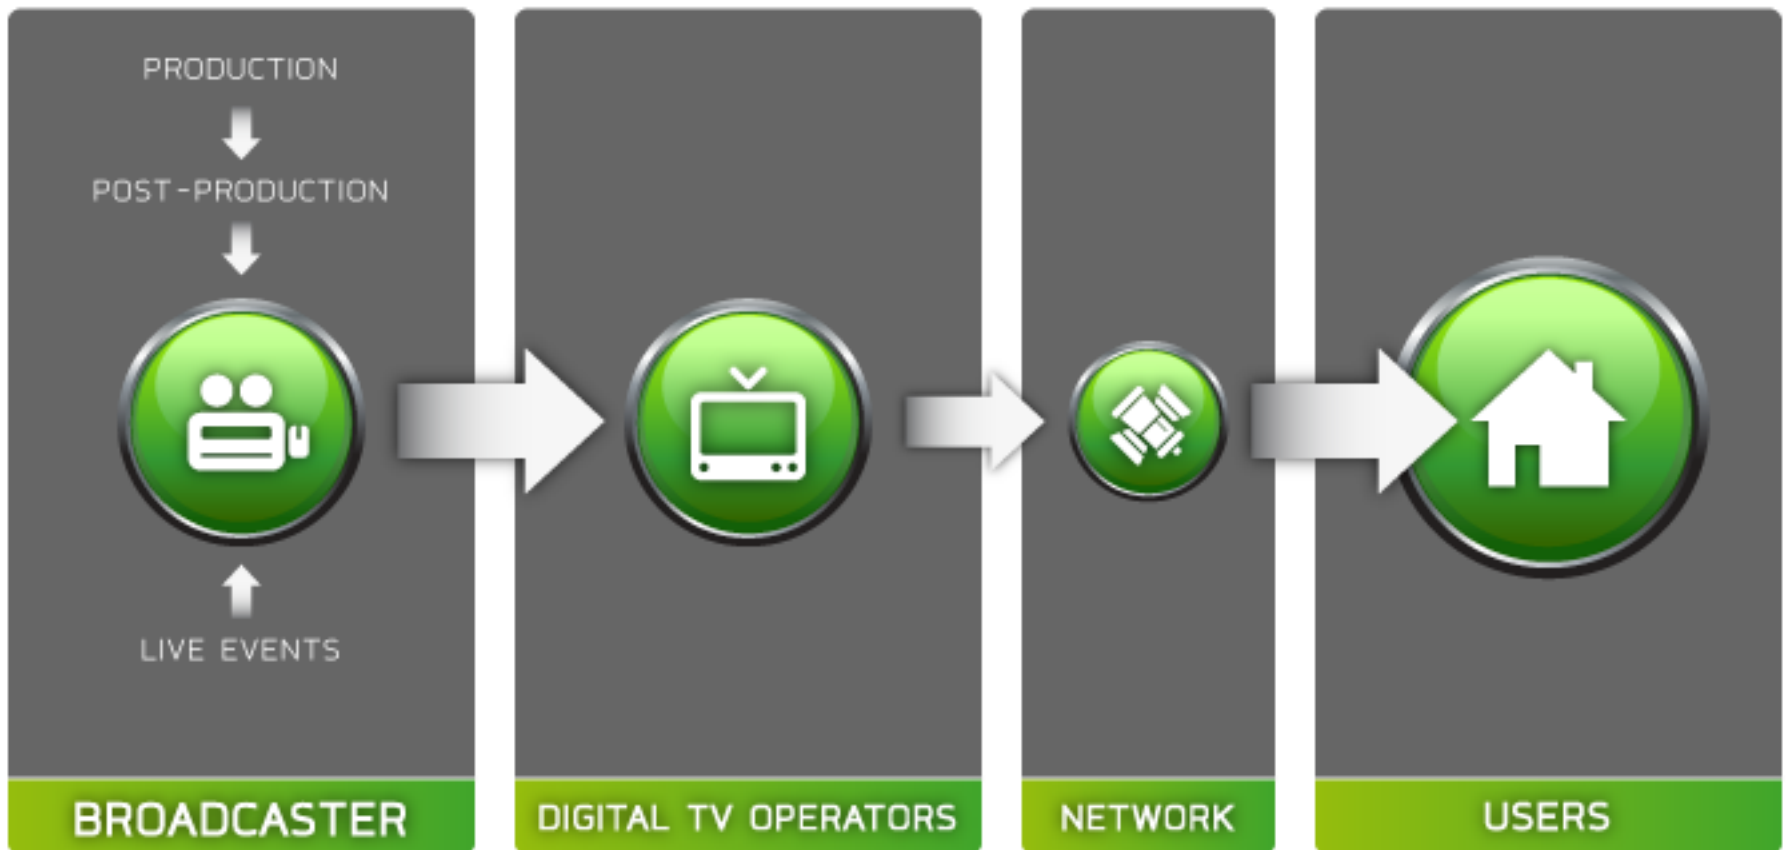 PRODUCTION
POST-PRODUCTION
LIVE EVENTS
BROADCASTER
DIGITAL TV OPERATORS
NETWORK
USERS